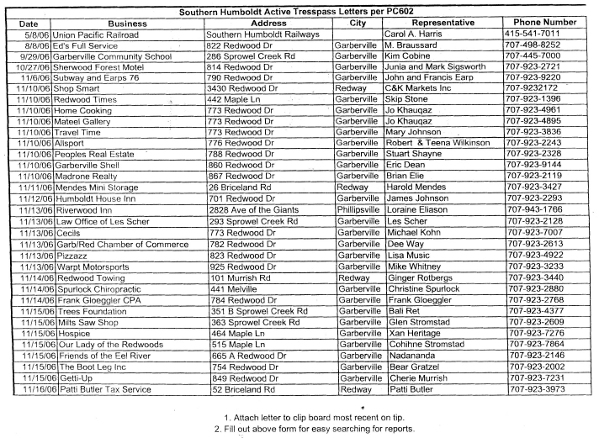 Southern Humboldt Active Tresspass Letters per PC602
Date Business Address City Representative Phone Number
5/8/06 Union Pacific Railroad Southern Humboldt Railways Carol A. Harris 415-541-7011
8/8/06 Ed's Full Service 822 Redwood Dr Garberville M. Braussard 707-498-8252
9/29/06 Garberville Community School 286 Sprowel Creek Rd Garberville Kim Cobine 707-445-7000
10/27/06 Sherwood Forest Motel 814 Redwood Dr Garberville Junia and Mark Sigsworth 707-923-2721
11/6/06 Subway and Earps 76 790 Redwood Dr Garberville John and Francis Earp 707-923-9220
11/10/06 Shop Smart 3430 Redwood Dr Redway C&K Markets Inc 707-9232172
11/10/06 Redwood Times 442 Maple Ln Garberville Skip Stone 707-923-1396
11/10/06 Home Cooking 773 Redwood Dr Garberville Jo Khauqaz 707-923-4961
11/10/06 Mateel Gallery 773 Redwood Dr Garberville Jo Khauqaz 707-923-4895
11/10/06 Travel Time 773 Redwood Dr Garberville Mary Johnson 707-923-3836
11/10/06 Allsport 776 Redwood Dr Garberville Robert & Teena Wilkinson 707-923-2243
11/10/06 Peoples Real Estate 788 Redwood Dr Garberville Stuart Shayne 707-923-2328
11/10/06 Garberville Shell 860 Redwood Dr Garberville Eric Dean 707-923-9144
11/10/06 Madrone Realty 867 Redwood Dr Garberville Brian Elie 707-923-2119
11/11/06 Mendes Mini Storage 26 Briceland Rd Redway Harold Mendes 707-923-3427
11/12/06 Humboldt House Inn 701 Redwood Dr Garberville James Johnson 707-923-2293
11/13/06 Riverwood Inn 2828 Ave of the Giants Phillipsville Loraine Eliason 707-943-1766
11/13/06 Law Office of Les Scher 293 Sprowel Creek Rd Garberville Les Scher 707-923-2128
11/13/06 Cecils 773 Redwood Dr Garberville Michael Kohn 707-923-7007
11/13/06 Garb/Red Chamber of Commerce 782 Redwood Dr Garberville Dee Way 707-923-2613
11/13/06 Pizzazz 823 Redwood Dr Garberville Lisa Music 707-923-4922
11/13/06 Warpt Motorsports 925 Redwood Dr Garberville Mike Whitney 707-923-3233
11/14/06 Redwood Towing 101 Murrish Rd Redway Ginger Rotbergs 707-923-3440
11/14/06 Spurlock Chiropractic 441 Melville Garberville Christine Spurlock 707-923-2880
11/14/06 Frank Gloeggler CPA 784 Redwood Dr Garberville Frank Gloeggler 707-923-2768
11/15/06 Trees Foundation 351 B Sprowel Creek Rd Garberville Bali Ret 707-923-4377
11/15/06 Milts Saw Shop 363 Sprowel Creek Rd Garberville Glen Stromstad 707-923-2609
11/15/06 Hospice 464 Maple Ln Garberville Xan Heritage 707-923-7276
11/15/06 Our Lady of the Redwoods 515 Maple Ln Garberville Cohihne Stromstad 707-923-7864
11/15/06 Friends of the Eel River 665 A Redwood Dr Garberville Nadananda 707-923-2146
11/15/06 The Boot Leg Inc 754 Redwood Dr Garberville Bear Gratzel 707-923-2002
11/15/06 Getti-Up 849 Redwood Dr Garberville Cherie Murrish 707-923-7231
11/16/06 Patti Butler Tax Service 52 Briceland Rd Redway Patti Butler 707-923-3973
1. Attach letter to clip board most recent on tip.
2. Fill out above form for easy searching for reports.